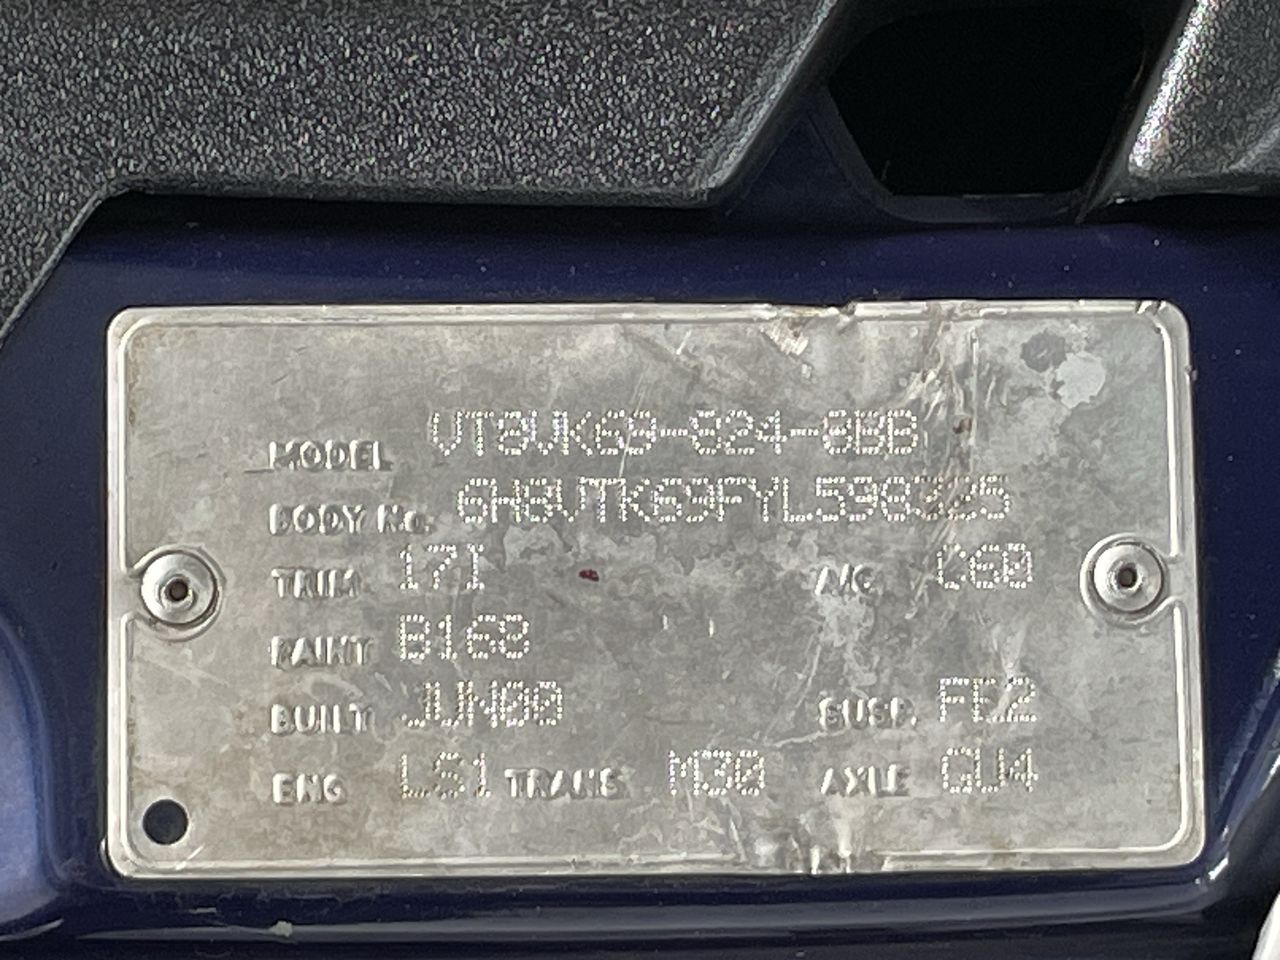 MODEL VT8VK69-S24-8BB
BODY No. 6H8VTK69FYL598325
TRIM 17I A/C C60
PAINT B168
BUILT JUN00 SUSP. FE2
ENG LS1 TRANS M30 AXLE GU4